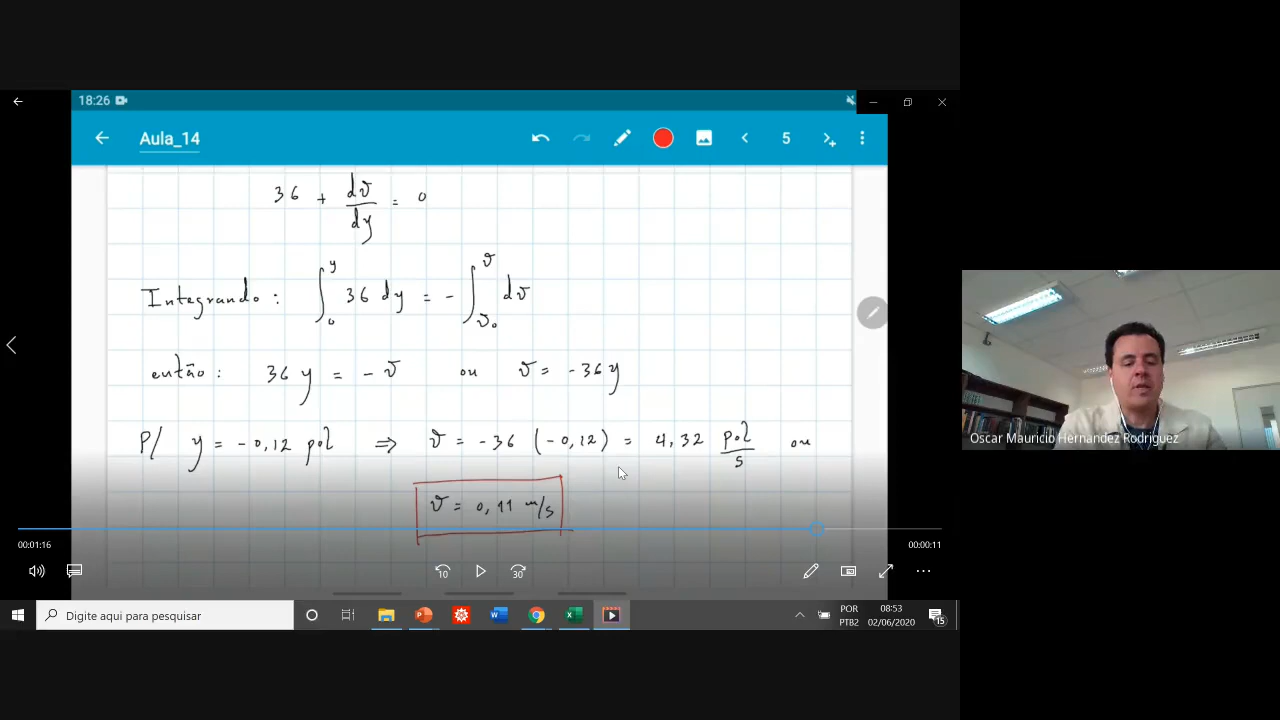 18:26
Aula_14
5
36 + dv/dy = 0
Integrando: ∫₀^y 36 dy = - ∫_{v₀}^{v} dv
então: 36 y = - v ou v = -36 y
P/ y = -0,12 pol ⇒ v = -36 (-0,12) = 4,32 pol/s ou
v = 0,11 m/s
Oscar Mauricio Hernandez Rodriguez
00:01:16
00:00:11
10
30
Digite aqui para pesquisar
POR
PTB2
08:53
02/06/2020
15